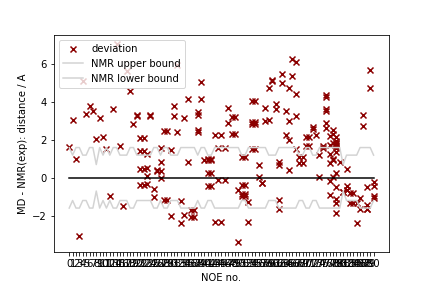 deviation
NMR upper bound
NMR lower bound
6
4
2
0
−2
MD - NMR(exp): distance / A
NOE no.